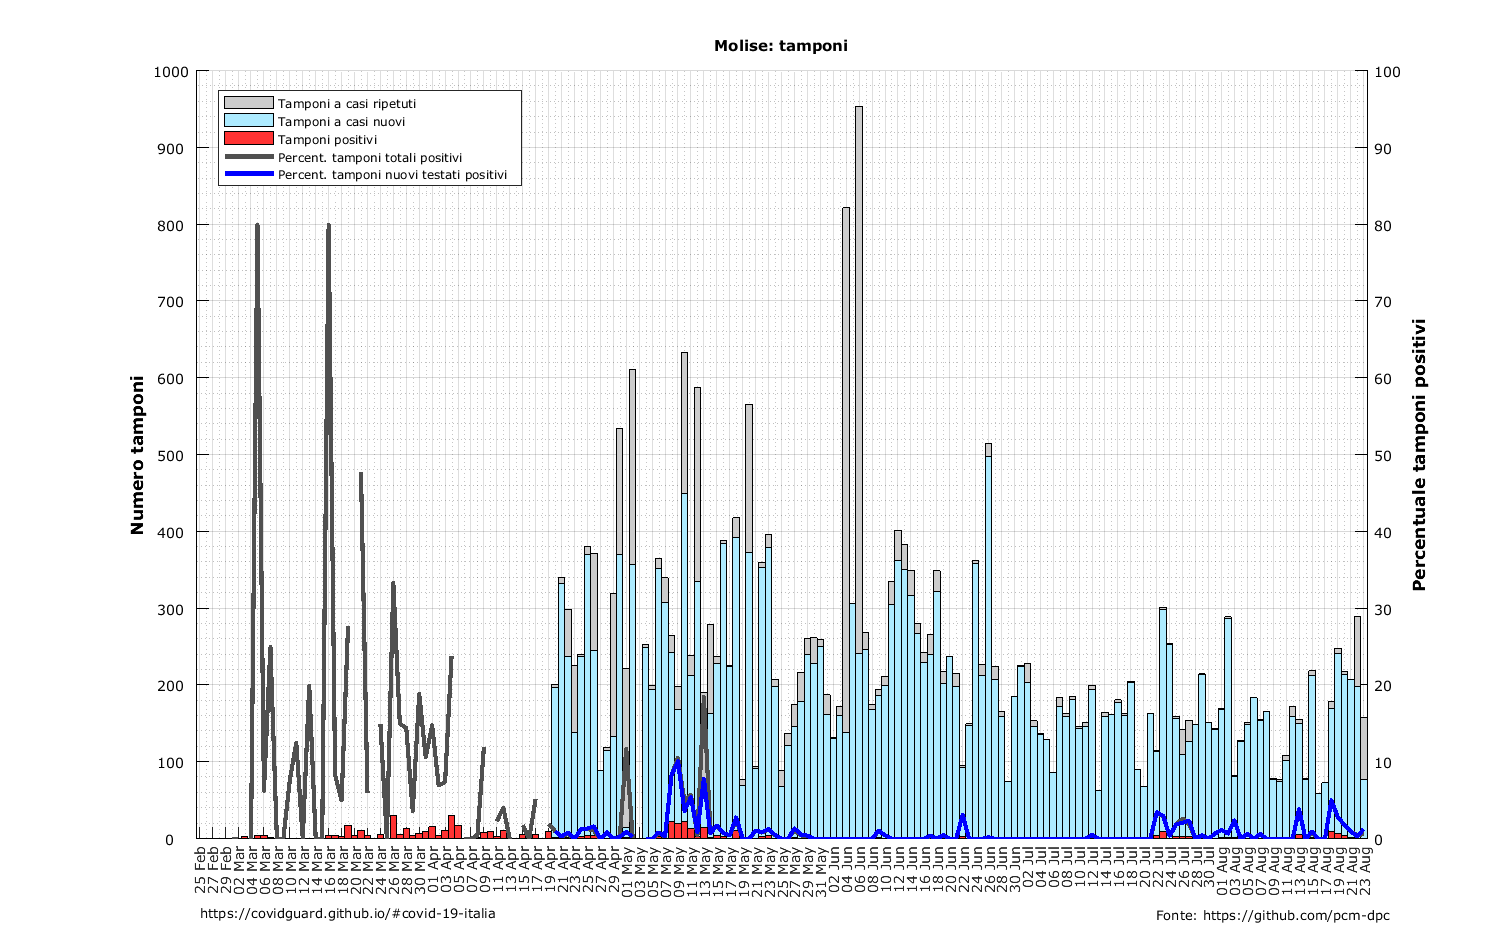 Molise: tamponi
Tamponi a casi ripetuti
Tamponi a casi nuovi
Tamponi positivi
Percent. tamponi totali positivi
Percent. tamponi nuovi testati positivi
Numero tamponi
1000
900
800
700
600
500
400
300
200
100
0
Percentuale tamponi positivi
100
90
80
70
60
50
40
30
20
10
0
25 Feb
27 Feb
29 Feb
02 Mar
04 Mar
06 Mar
08 Mar
10 Mar
12 Mar
14 Mar
16 Mar
18 Mar
20 Mar
22 Mar
24 Mar
26 Mar
28 Mar
30 Mar
01 Apr
03 Apr
05 Apr
07 Apr
09 Apr
11 Apr
13 Apr
15 Apr
17 Apr
19 Apr
21 Apr
23 Apr
25 Apr
27 Apr
29 Apr
01 May
03 May
05 May
07 May
09 May
11 May
13 May
15 May
17 May
19 May
21 May
23 May
25 May
27 May
29 May
31 May
02 Jun
04 Jun
06 Jun
08 Jun
10 Jun
12 Jun
14 Jun
16 Jun
18 Jun
20 Jun
22 Jun
24 Jun
26 Jun
28 Jun
30 Jun
02 Jul
04 Jul
06 Jul
08 Jul
10 Jul
12 Jul
14 Jul
16 Jul
18 Jul
20 Jul
22 Jul
24 Jul
26 Jul
28 Jul
30 Jul
01 Aug
03 Aug
05 Aug
07 Aug
09 Aug
11 Aug
13 Aug
15 Aug
17 Aug
19 Aug
21 Aug
23 Aug
https://covidguard.github.io/#covid-19-italia
Fonte: https://github.com/pcm-dpc